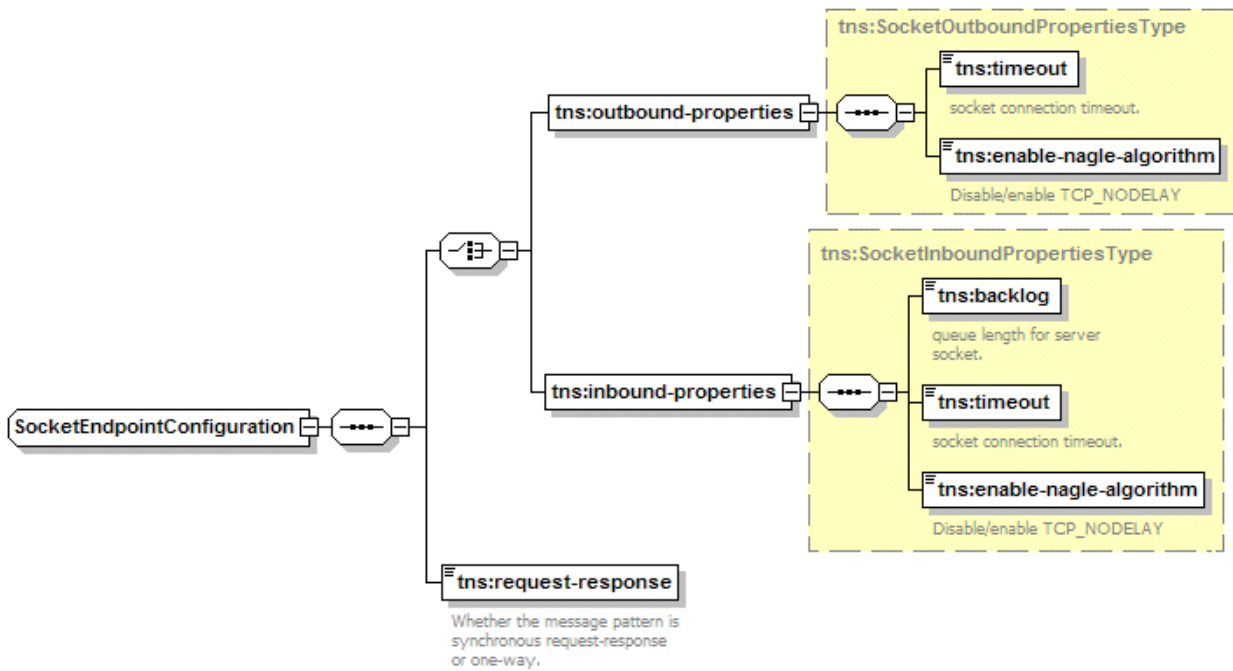 tns:SocketOutboundPropertiesType
tns:timeout
socket connection timeout.
tns:outbound-properties
tns:enable-nagle-algorithm
Disable/enable TCP_NODELAY
tns:SocketInboundPropertiesType
tns:backlog
queue length for server
socket.
tns:inbound-properties
tns:timeout
socket connection timeout.
tns:enable-nagle-algorithm
Disable/enable TCP_NODELAY
SocketEndpointConfiguration
tns:request-response
Whether the message pattern is
synchronous request-response
or one-way.